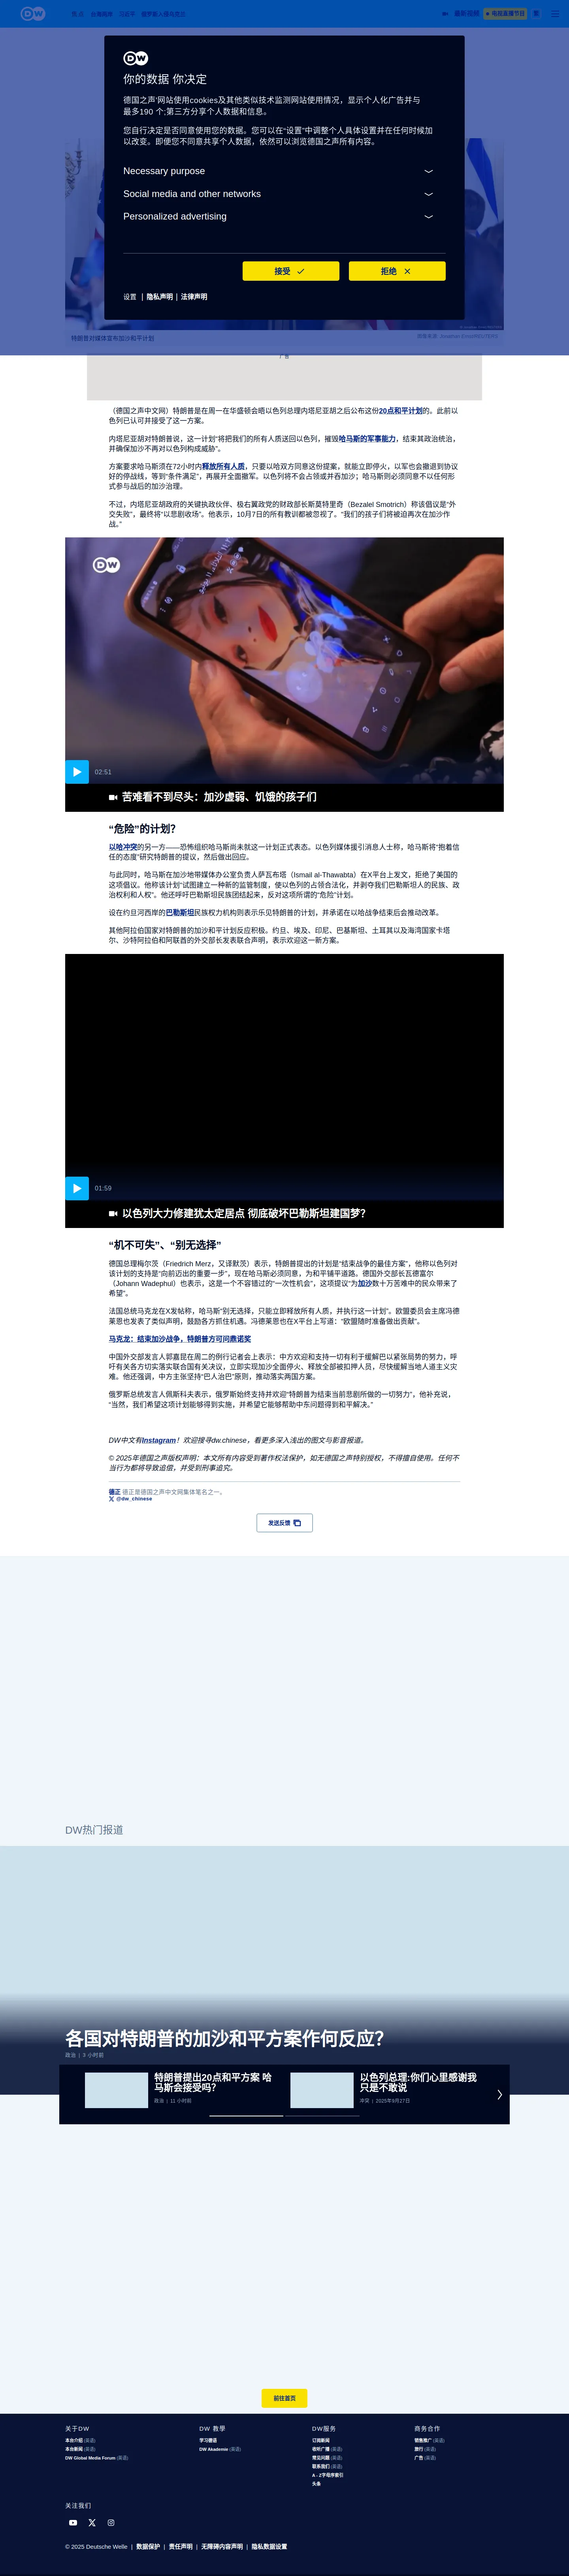 DW
热点 台海局势 习近平 俄罗斯入侵乌克兰
最新视频
电视直播节目
DW
你的数据 你决定
德国之声'网站使用cookies及其他类似技术监测网站使用情况，显示个人化广告并与
最多190 个;第三方分享个人数据和信息。
您自行决定是否同意使用您的数据。您可以在“设置”中调整个人具体设置并在任何时候加
以改变。即便您不同意共享个人数据，依然可以浏览德国之声所有内容。
Necessary purpose
Social media and other networks
Personalized advertising
接受
拒绝
设置 | 隐私声明 | 法律声明
特朗普对媒体宣布加沙和平计划
广告
（德国之声中文网）特朗普是在周一在华盛顿会晤以色列总理内塔尼亚胡之后公布这份20点和平计划的。此前以
色列已认可并接受了这一方案。
内塔尼亚胡对特朗普说，这一计划“将把我们的所有人质送回以色列，摧毁哈马斯的军事能力，结束其政治统治，
并确保加沙不再对以色列构成威胁”。
方案要求哈马斯须在72小时内释放所有人质，只要以哈双方同意这份提案，就能立即停火，以军也会撤退到协议
好的停战线，等到“条件满足”，再展开全面撤军。以色列将不会占领或并吞加沙；哈马斯则必须同意不以任何形
式参与战后的加沙治理。
不过，内塔尼亚胡政府的关键执政伙伴、极右翼政党的财政部长斯莫特里奇（Bezalel Smotrich）称该倡议是“外
交失败”，最终将“以悲剧收场”。他表示，10月7日的所有教训都被忽视了。“我们的孩子们将被迫再次在加沙作
战。”
DW
02:51
苦难看不到尽头：加沙虚弱、饥饿的孩子们
“危险”的计划？
以哈冲突的另一方——恐怖组织哈马斯尚未就这一计划正式表态。以色列媒体援引消息人士称，哈马斯将“抱着信
任的态度”研究特朗普的提议，然后做出回应。
与此同时，哈马斯在加沙地带媒体办公室负责人萨瓦布塔（Ismail al-Thawabta）在X平台上发文，拒绝了美国的
这项倡议。他称该计划“试图建立一种新的监管制度，使以色列的占领合法化，并剥夺我们巴勒斯坦人的民族、政
治权利和人权”。他还呼吁巴勒斯坦民族团结起来，反对这项所谓的“危险”计划。
设在约旦河西岸的巴勒斯坦民族权力机构则表示乐见特朗普的计划，并承诺在以哈战争结束后会推动改革。
其他阿拉伯国家对特朗普的加沙和平计划反应积极。约旦、埃及、印尼、巴基斯坦、土耳其以及海湾国家卡塔
尔、沙特阿拉伯和阿联酋的外交部长发表联合声明，表示欢迎这一新方案。
01:59
以色列大力修建犹太定居点 彻底破坏巴勒斯坦建国梦？
“机不可失”、“别无选择”
德国总理梅尔茨（Friedrich Merz，又译默茨）表示，特朗普提出的计划是“结束战争的最佳方案”，他称以色列对
该计划的支持是“向前迈出的重要一步”，现在哈马斯必须同意，为和平铺平道路。德国外交部长瓦德富尔
（Johann Wadephul）也表示，这是一个不容错过的“一次性机会”，这项提议“为加沙数十万苦难中的民众带来了
希望”。
法国总统马克龙在X发帖称，哈马斯“别无选择，只能立即释放所有人质，并执行这一计划”。欧盟委员会主席冯德
莱恩也发表了类似声明，鼓励各方抓住机遇。冯德莱恩也在X平台上写道：“欧盟随时准备做出贡献”。
马克龙：结束加沙战争，特朗普方可问鼎诺奖
中国外交部发言人郭嘉昆在周二的例行记者会上表示：中方欢迎和支持一切有利于缓解巴以紧张局势的努力，呼
吁有关各方切实落实联合国有关决议，立即实现加沙全面停火、释放全部被扣押人员，尽快缓解当地人道主义灾
难。他还强调，中方主张坚持“巴人治巴”原则，推动落实两国方案。
俄罗斯总统发言人佩斯科夫表示，俄罗斯始终支持并欢迎“特朗普为结束当前悲剧所做的一切努力”，他补充说，
“当然，我们希望这项计划能够得到实施，并希望它能够帮助中东问题得到和平解决。”
DW中文有Instagram！欢迎搜寻dw.chinese，看更多深入浅出的图文与影音报道。
© 2025年德国之声版权声明：本文所有内容受到著作权法保护，如无德国之声特别授权，不得擅自使用。任何不
当行为都将导致追偿，并受到刑事追究。
德正 德正是德国之声中文网集体笔名之一。
@dw_chinese
发送反馈
DW热门报道
各国对特朗普的加沙和平方案作何反应？
政治 | 3 小时前
特朗普提出20点和平方案 哈
马斯会接受吗？
政治 | 11 小时前
以色列总理:你们心里感谢我
只是不敢说
冲突 | 2025年9月27日
前往首页
关于DW
本台介绍 (英语)
本台新闻 (英语)
DW Global Media Forum (英语)
DW 教學
学习德语
DW Akademie (英语)
DW服务
订阅新闻
收听广播 (英语)
常见问题 (英语)
联系我们 (英语)
A - Z字母序索引
头条
商务合作
销售推广 (英语)
旅行 (英语)
广告 (英语)
关注我们
© 2025 Deutsche Welle | 数据保护 | 责任声明 | 无障碍内容声明 | 隐私数据设置